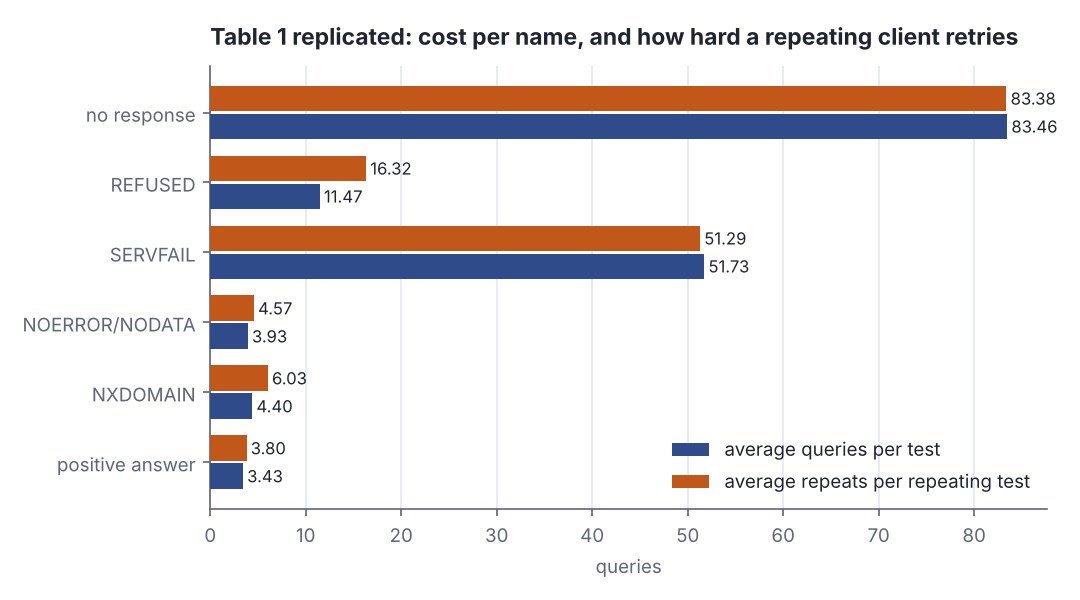 Table 1 replicated: cost per name, and how hard a repeating client retries
no response
83.38
83.46
REFUSED
16.32
11.47
SERVFAIL
51.29
51.73
NOERROR/NODATA
4.57
3.93
NXDOMAIN
6.03
4.40
positive answer
3.80
3.43
average queries per test
average repeats per repeating test
0 10 20 30 40 50 60 70 80
queries